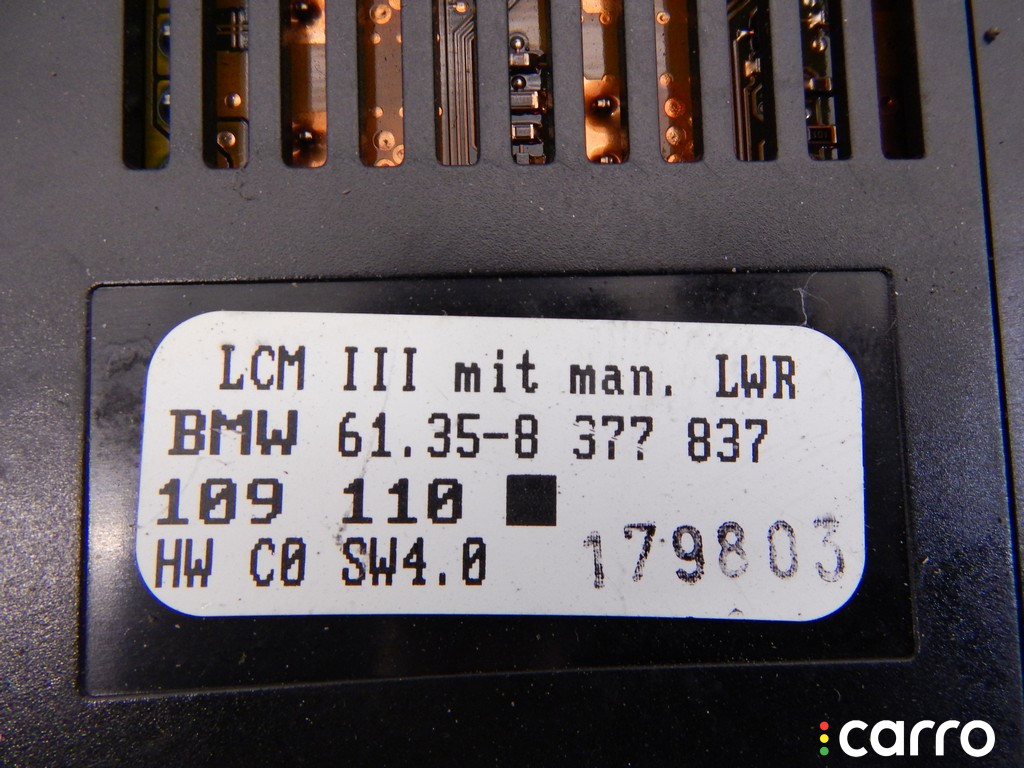 LCM III mit man. LWR
BMW 61.35-8 377 837
109 110
HW C0 SW4.0 179803
carro